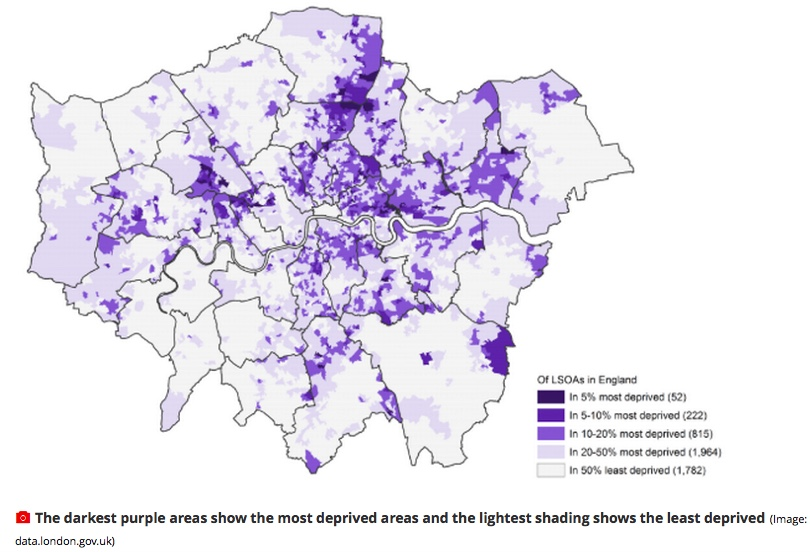 Of LSOAs in England
In 5% most deprived (52)
In 5-10% most deprived (222)
In 10-20% most deprived (815)
In 20-50% most deprived (1,964)
In 50% least deprived (1,782)
The darkest purple areas show the most deprived areas and the lightest shading shows the least deprived (Image:
data.london.gov.uk)